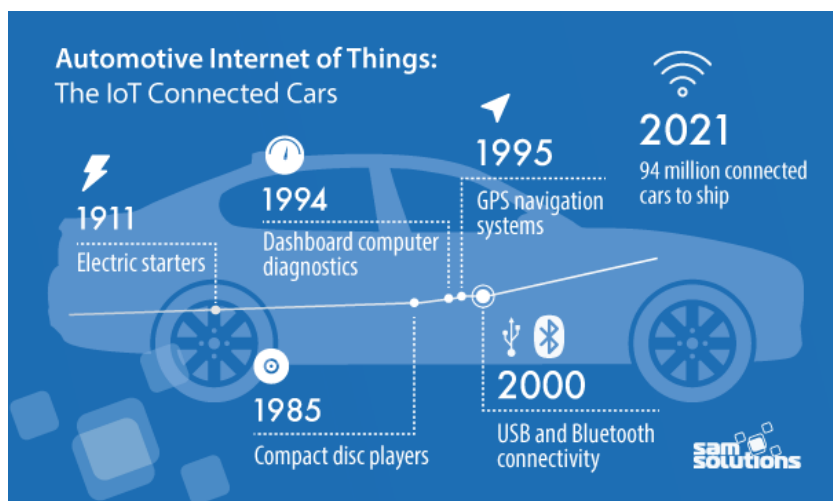 Automotive Internet of Things:
The IoT Connected Cars
1911
Electric starters
1994
Dashboard computer
diagnostics
1995
GPS navigation
systems
2021
94 million connected
cars to ship
1985
Compact disc players
2000
USB and Bluetooth
connectivity
sam
solutions